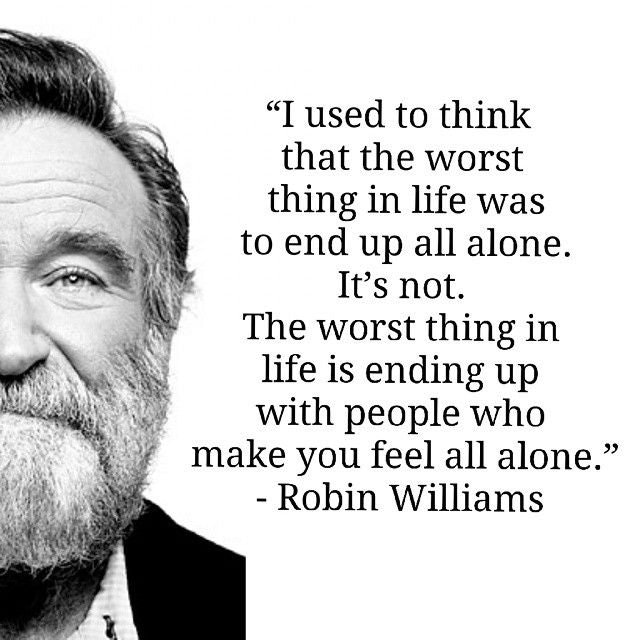 “I used to think
that the worst
thing in life was
to end up all alone.
It’s not.
The worst thing in
life is ending up
with people who
make you feel all alone.”
- Robin Williams